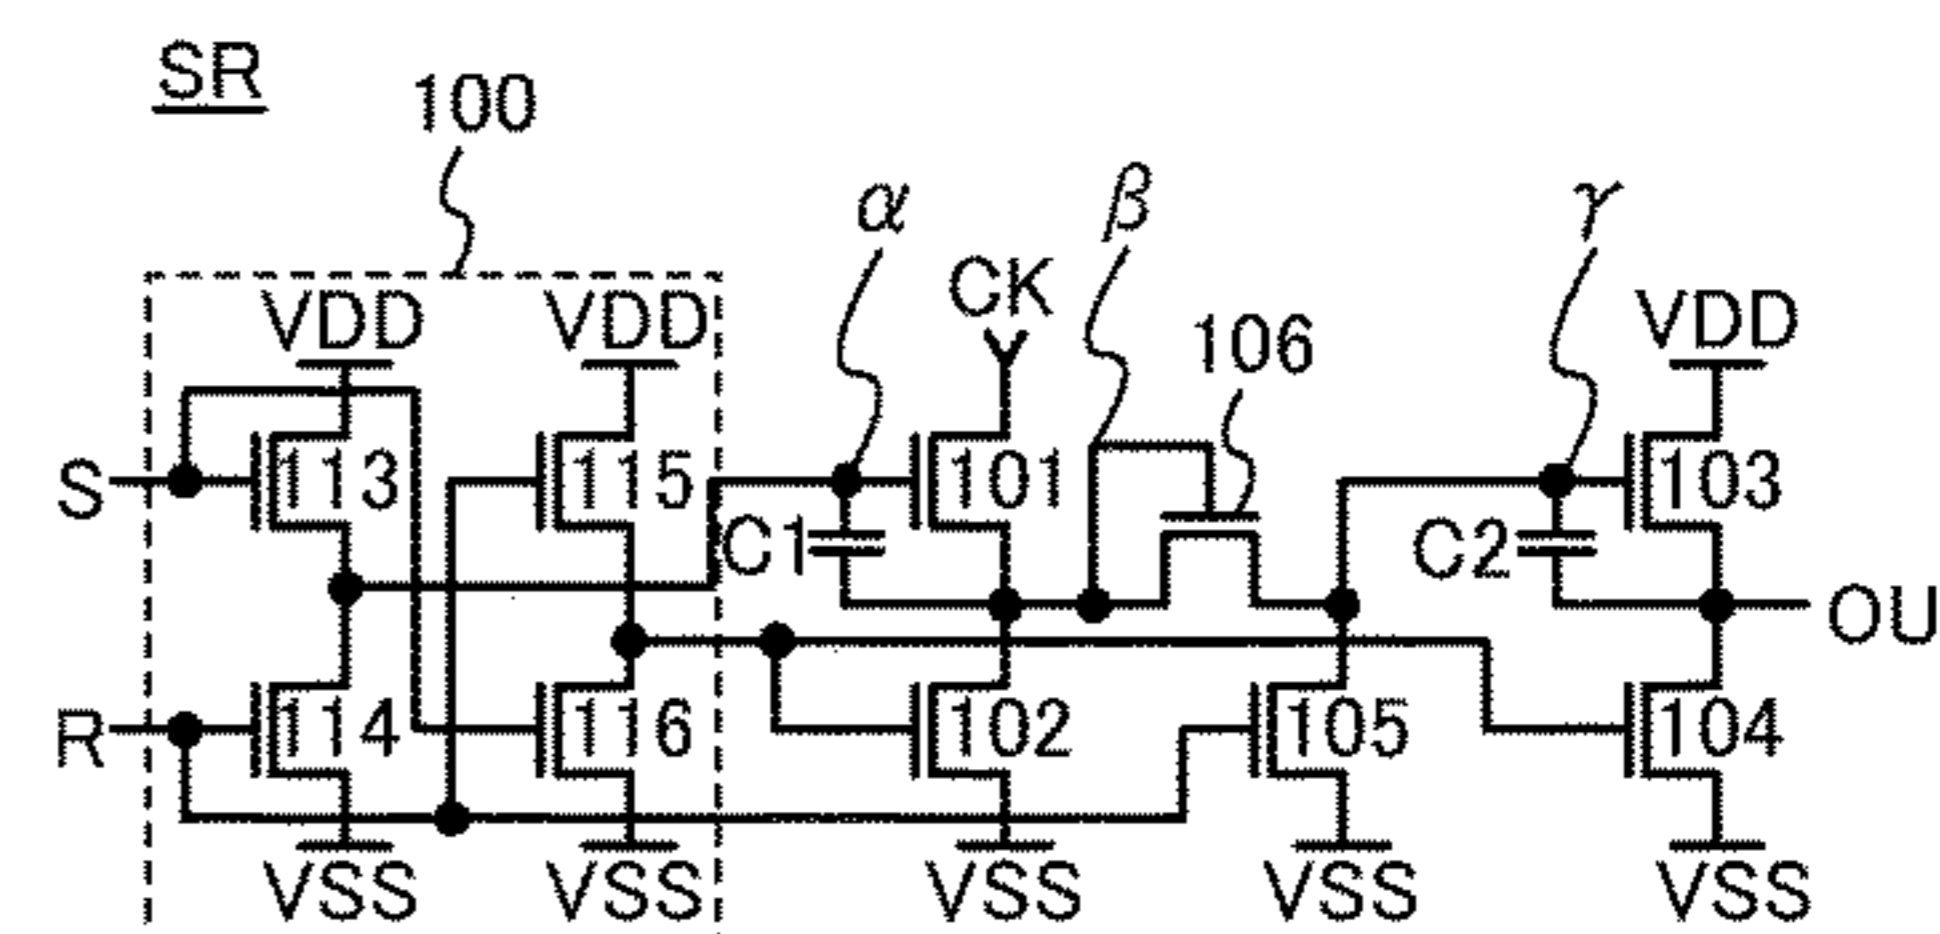 SR
100
α β γ
CK
VDD VDD 106 VDD
S 113 115 101 103
C1 C2
OU
R 114 116 102 105 104
VSS VSS VSS VSS VSS